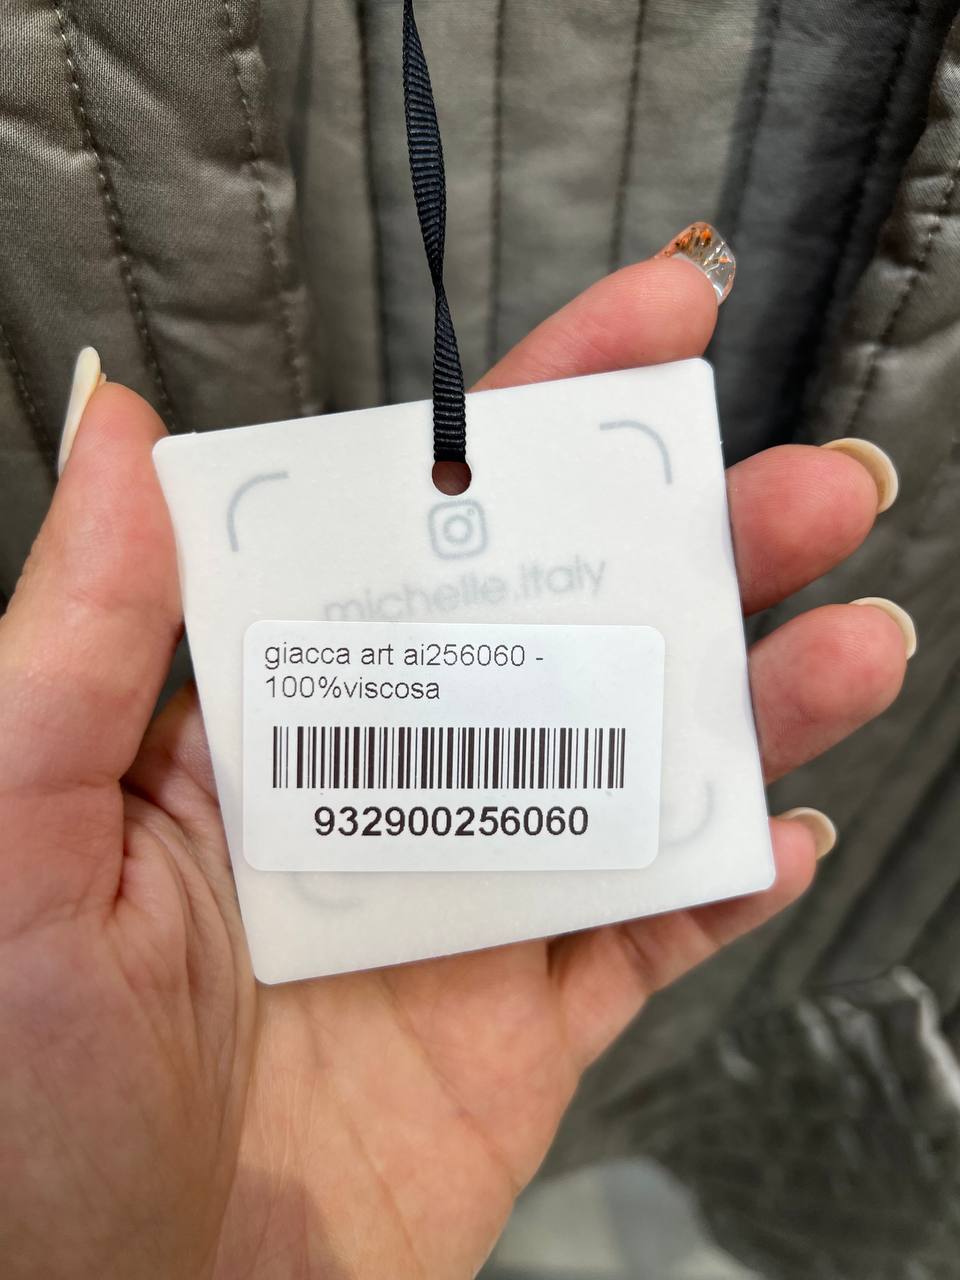 michelle.italy
giacca art ai256060 -
100%viscosa
932900256060